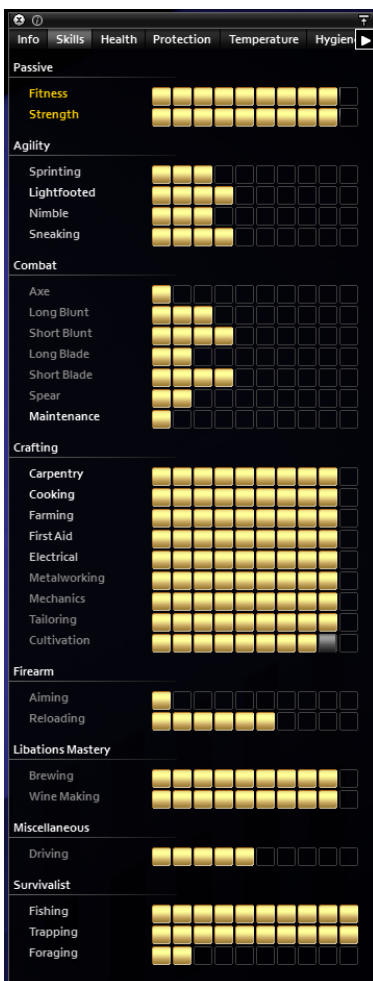 Info Skills Health Protection Temperature Hygien
Passive
Fitness
Strength
Agility
Sprinting
Lightfooted
Nimble
Sneaking
Combat
Axe
Long Blunt
Short Blunt
Long Blade
Short Blade
Spear
Maintenance
Crafting
Carpentry
Cooking
Farming
First Aid
Electrical
Metalworking
Mechanics
Tailoring
Cultivation
Firearm
Aiming
Reloading
Libations Mastery
Brewing
Wine Making
Miscellaneous
Driving
Survivalist
Fishing
Trapping
Foraging